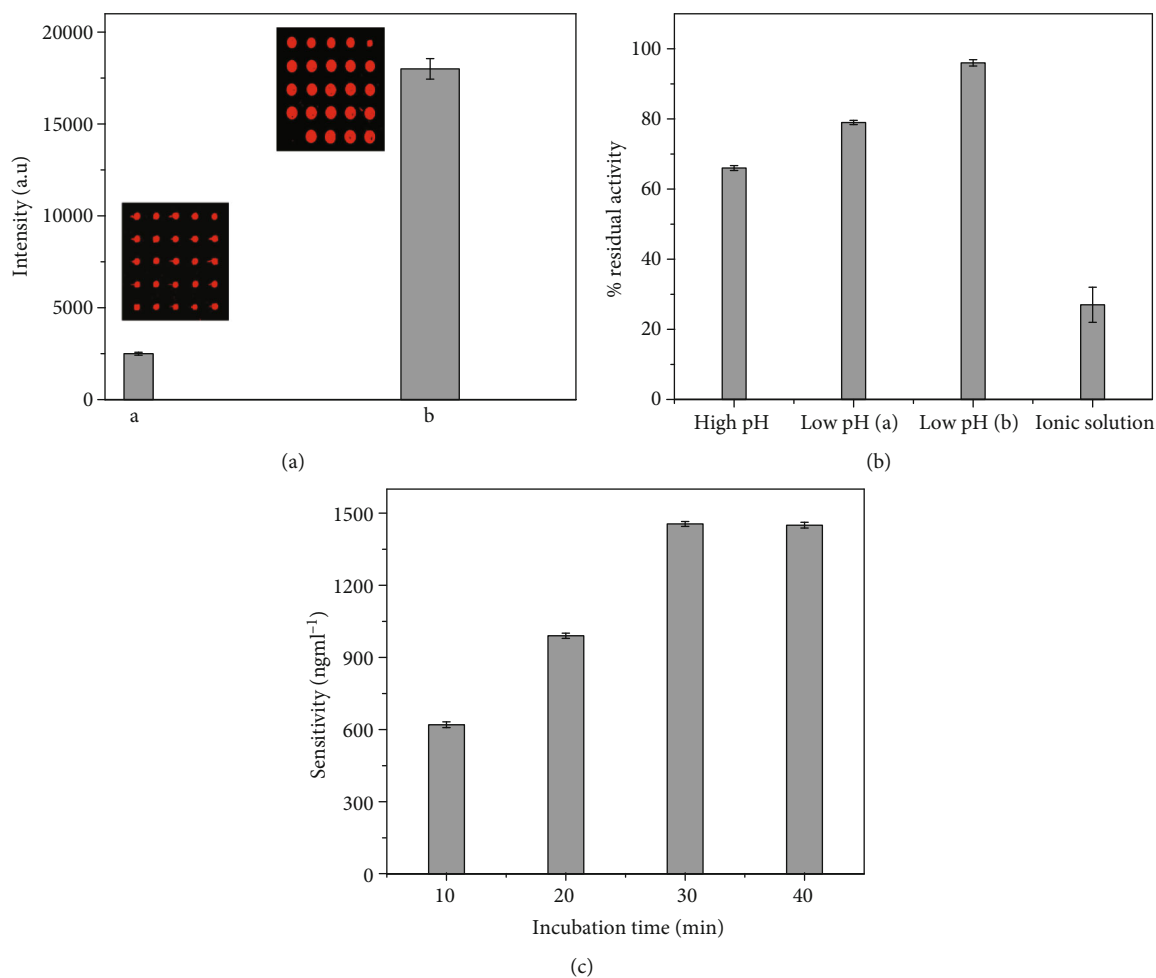 20000
15000
10000
5000
0
Intensity (a.u)
a
b
(a)
100
80
60
40
20
0
% residual activity
High pH
Low pH (a)
Low pH (b)
Ionic solution
(b)
1500
1200
900
600
300
0
Sensitivity (ngml⁻¹)
10
20
30
40
Incubation time (min)
(c)